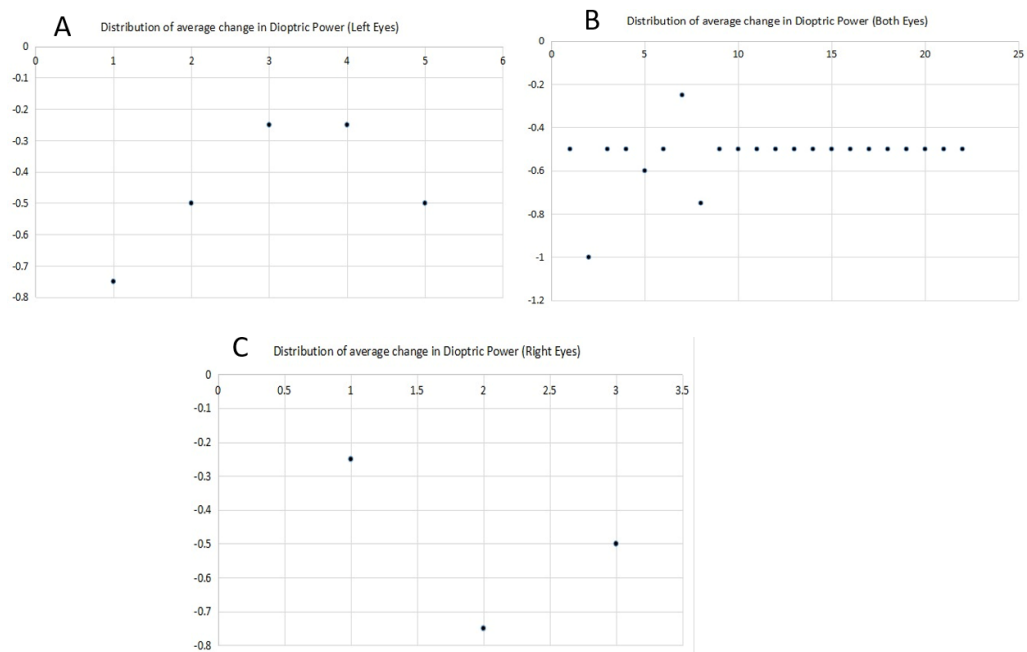 A
Distribution of average change in Dioptric Power (Left Eyes)
0
0 1 2 3 4 5 6
-0.1
-0.2
-0.3
-0.4
-0.5
-0.6
-0.7
-0.8
B
Distribution of average change in Dioptric Power (Both Eyes)
0
0 5 10 15 20 25
-0.2
-0.4
-0.6
-0.8
-1
-1.2
C
Distribution of average change in Dioptric Power (Right Eyes)
0
0 0.5 1 1.5 2 2.5 3 3.5
-0.1
-0.2
-0.3
-0.4
-0.5
-0.6
-0.7
-0.8